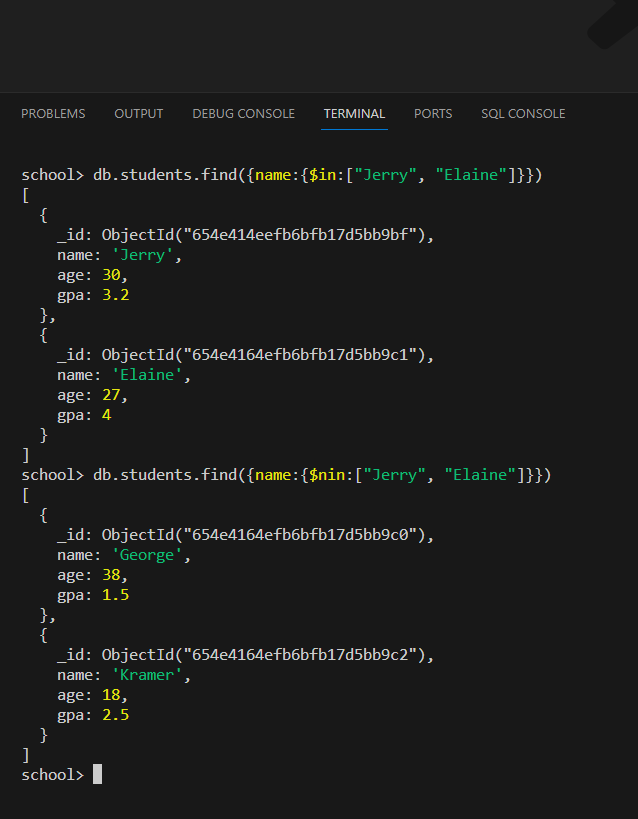 PROBLEMS OUTPUT DEBUG CONSOLE TERMINAL PORTS SQL CONSOLE
school> db.students.find({name:{$in:["Jerry", "Elaine"]}})
[
  {
    _id: ObjectId("654e414eefb6bfb17d5bb9bf"),
    name: 'Jerry',
    age: 30,
    gpa: 3.2
  },
  {
    _id: ObjectId("654e4164efb6bfb17d5bb9c1"),
    name: 'Elaine',
    age: 27,
    gpa: 4
  }
]
school> db.students.find({name:{$nin:["Jerry", "Elaine"]}})
[
  {
    _id: ObjectId("654e4164efb6bfb17d5bb9c0"),
    name: 'George',
    age: 38,
    gpa: 1.5
  },
  {
    _id: ObjectId("654e4164efb6bfb17d5bb9c2"),
    name: 'Kramer',
    age: 18,
    gpa: 2.5
  }
]
school>